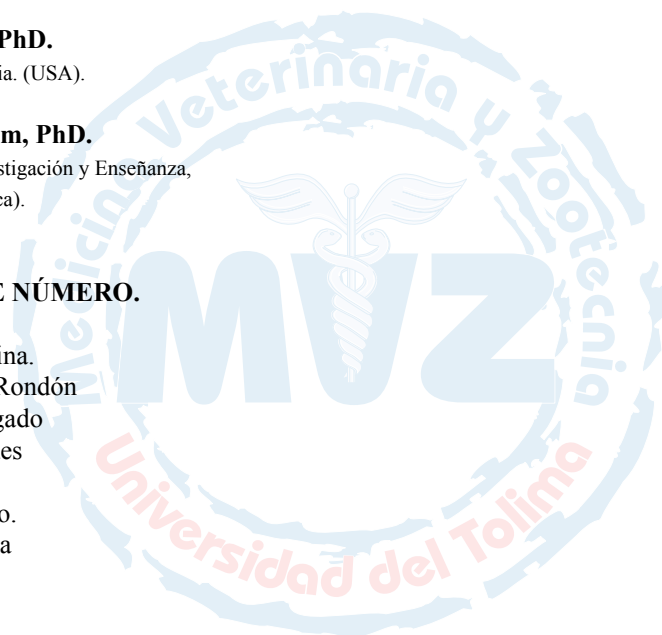 PhD.
ia. (USA).
m, PhD.
stigación y Enseñanza,
ca).
E NÚMERO.
ina.
Rondón
gado
es
o.
a
Medicina Veterinaria y Zootecnia
MVZ
Universidad del Tolima